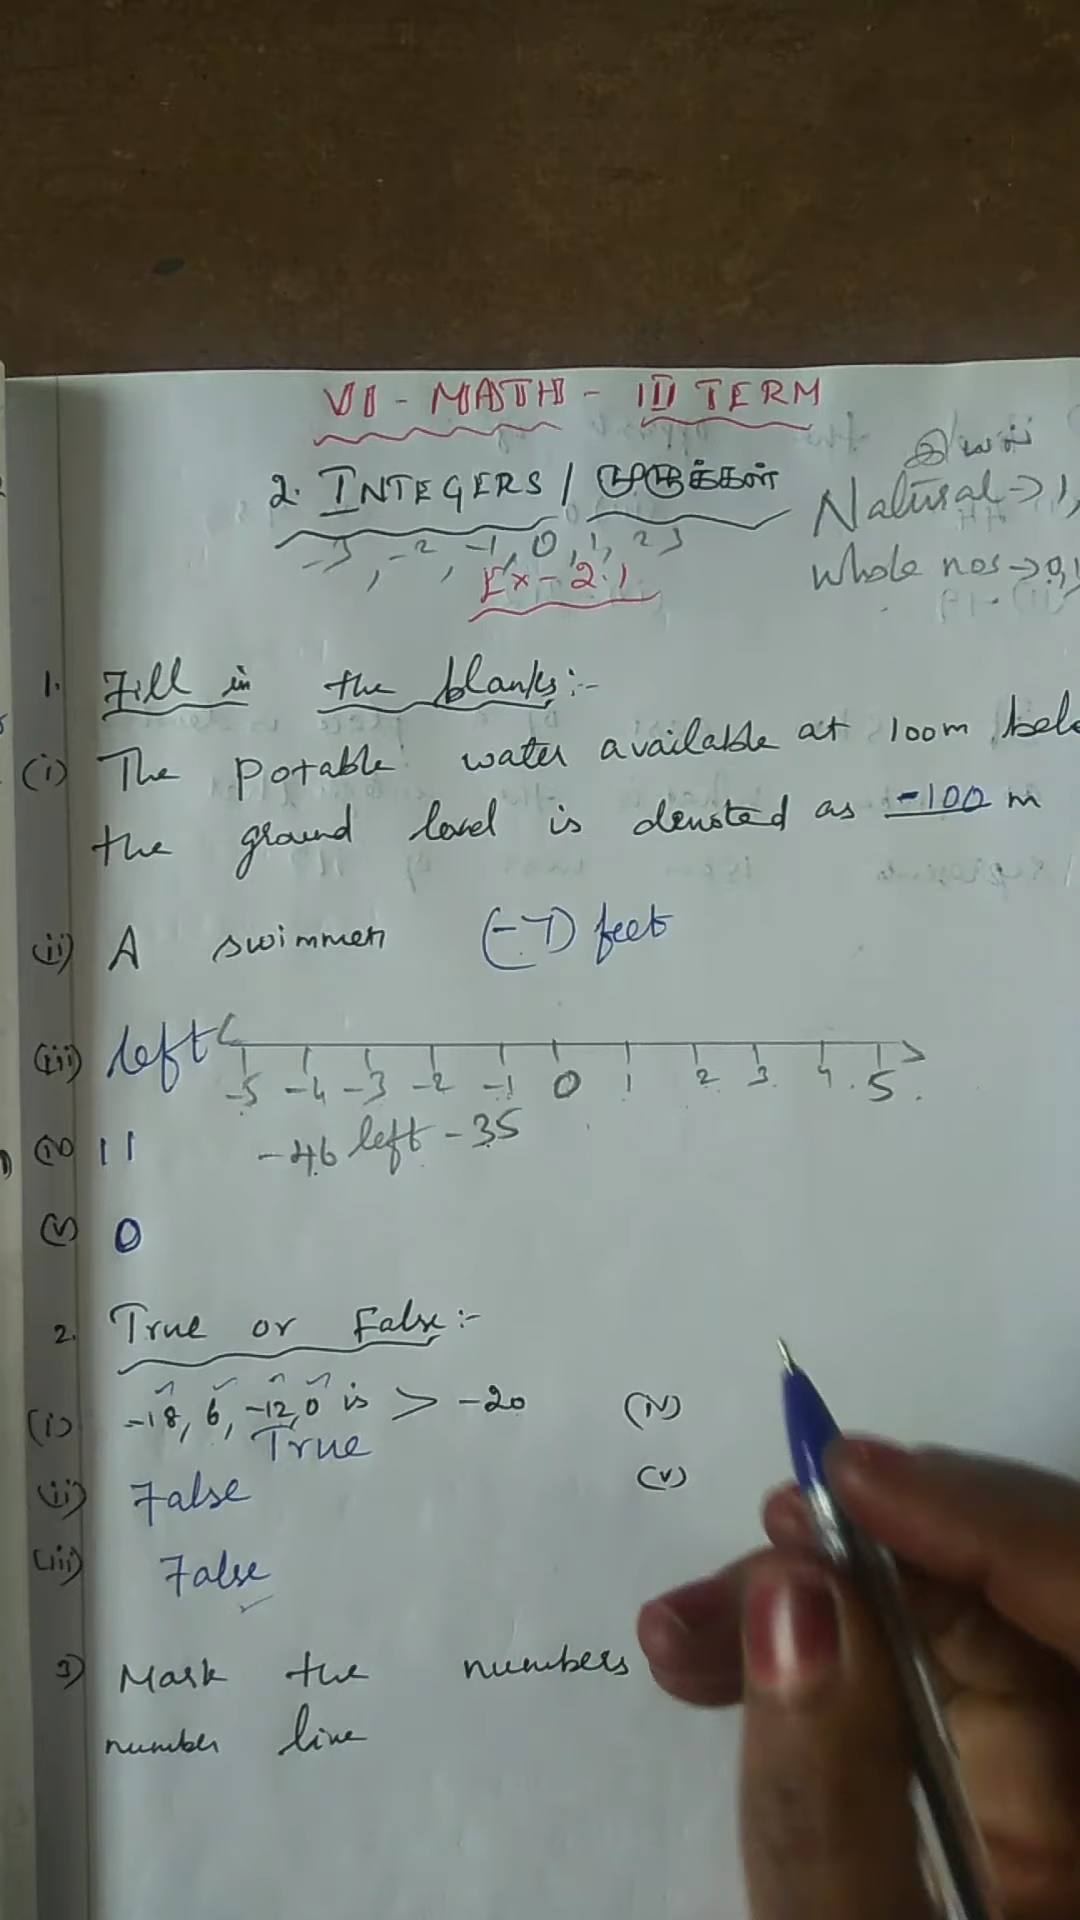 VI - MATH - III TERM
இயல்
2. INTEGERS / முழுக்கள்
Natural → 1,
-3, -2, -1, 0, 1, 2 3
whole nos → 0, 1
Ex - 2.1
1. Fill in the blanks :-
(i) The potable water available at 100m belo
the ground level is denoted as -100 m
(ii) A swimmer (-7) feet
(iii) left
-5 -4 -3 -2 -1 0 1 2 3 4 5
(iv) 11 -46 left -35
(v) 0
2. True or False :-
(i) -18, 6, -12, 0 is > -20 (iv)
True
(ii) False (v)
(iii) False
3) Mark the numbers
number line